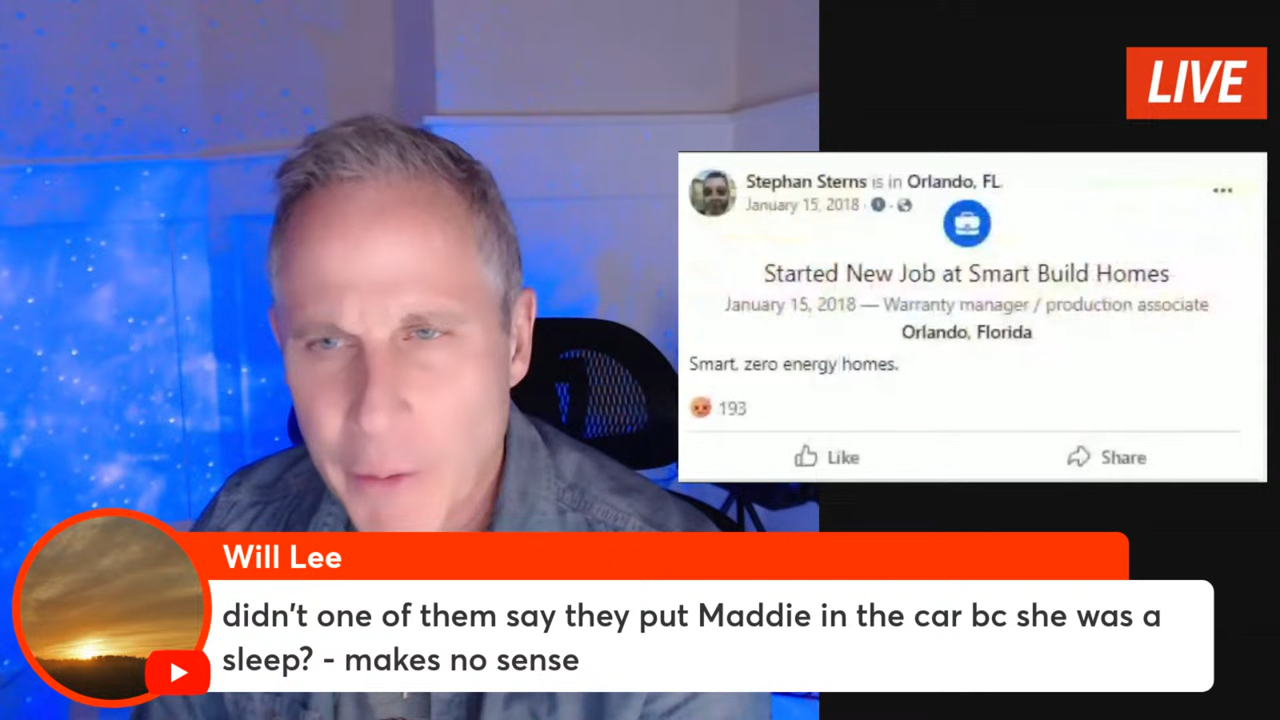 LIVE
Stephan Sterns is in Orlando, FL.
January 15, 2018 ·
Started New Job at Smart Build Homes
January 15, 2018 — Warranty manager / production associate
Orlando, Florida
Smart, zero energy homes.
193
Like
Share
Will Lee
didn't one of them say they put Maddie in the car bc she was a
sleep? - makes no sense